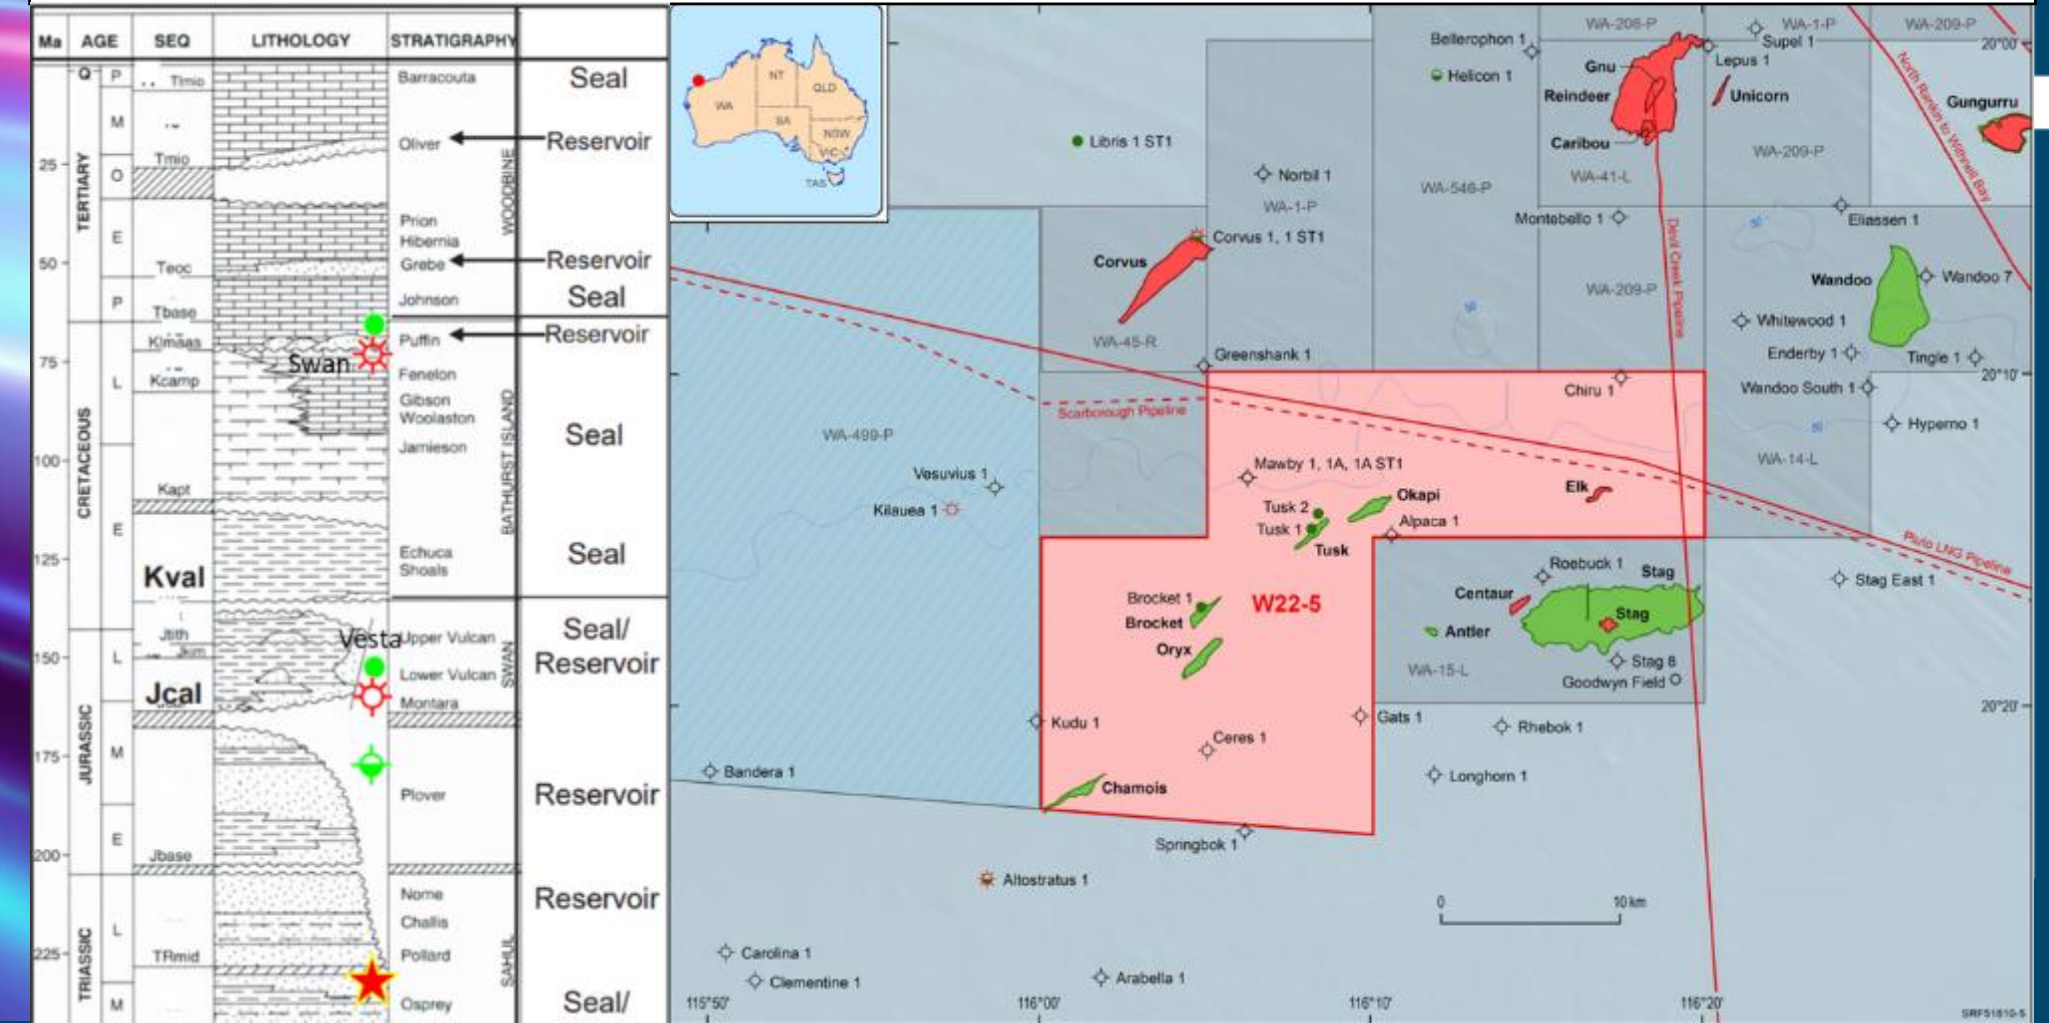 Ma AGE SEQ LITHOLOGY STRATIGRAPHY
Q P Tlmio Barracouta Seal
TERTIARY
M
Oliver Reservoir
Tmio
25
O
WOODBINE
Prion
Hibernia
E
Grebe Reservoir
50
Teoc
P
Johnson Seal
Tbase
Klmaas Puffin Reservoir
Swan
75
Fenelon
L
Kcamp
Gibson
Woolaston
Seal
Jamieson
CRETACEOUS
100
BATHURST ISLAND
Kapt
E
Echuca
Shoals
Seal
125
Kval
Jtith Vesta Upper Vulcan
Seal/
Reservoir
Jkim
150
L
Lower Vulcan
SWAN
Jcal
Montara
JURASSIC
M
175
Plover
Reservoir
E
200
Jbase
Nome
Reservoir
L
Challis
225
TRmid
Pollard
TRIASSIC
SAHUL
M
Osprey
Seal/
WA
NT
QLD
SA
NSW
VIC
TAS
WA-208-P
WA-1-P
WA-209-P
20°00'
Bellerophon 1
Supel 1
Helicon 1
Gnu
Lepus 1
Reindeer
Unicorn
Caribou
Gungurru
North Rankin to Withnell Bay
Libris 1 ST1
WA-209-P
Norbil 1
WA-1-P
WA-546-P
WA-41-L
Montebello 1
Eliassen 1
50
Corvus 1, 1 ST1
Corvus
Devil Creek Pipeline
Wandoo
Wandoo 7
WA-209-P
50
Whitewood 1
WA-45-R
Greenshank 1
Enderby 1
Tingle 1
20°10'
Chiru 1
Wandoo South 1
Scarborough Pipeline
Hyperno 1
50
WA-499-P
WA-14-L
Vesuvius 1
Mawby 1, 1A, 1A ST1
Kilauea 1
Okapi
Elk
Tusk 2
Tusk 1
Alpaca 1
Tusk
Pluto LNG Pipeline
Roebuck 1
Stag
Stag East 1
Brocket 1
Brocket
W22-5
Centaur
Stag
Antler
Oryx
WA-15-L
Stag 8
Goodwyn Field
20°20'
Kudu 1
Gats 1
Rhebok 1
Ceres 1
Bandera 1
Chamois
Longhorn 1
Springbok 1
Altostratus 1
0 10 km
Carolina 1
Clementine 1
Arabella 1
115°50'
116°00'
116°10'
116°20'
SRF51810-5